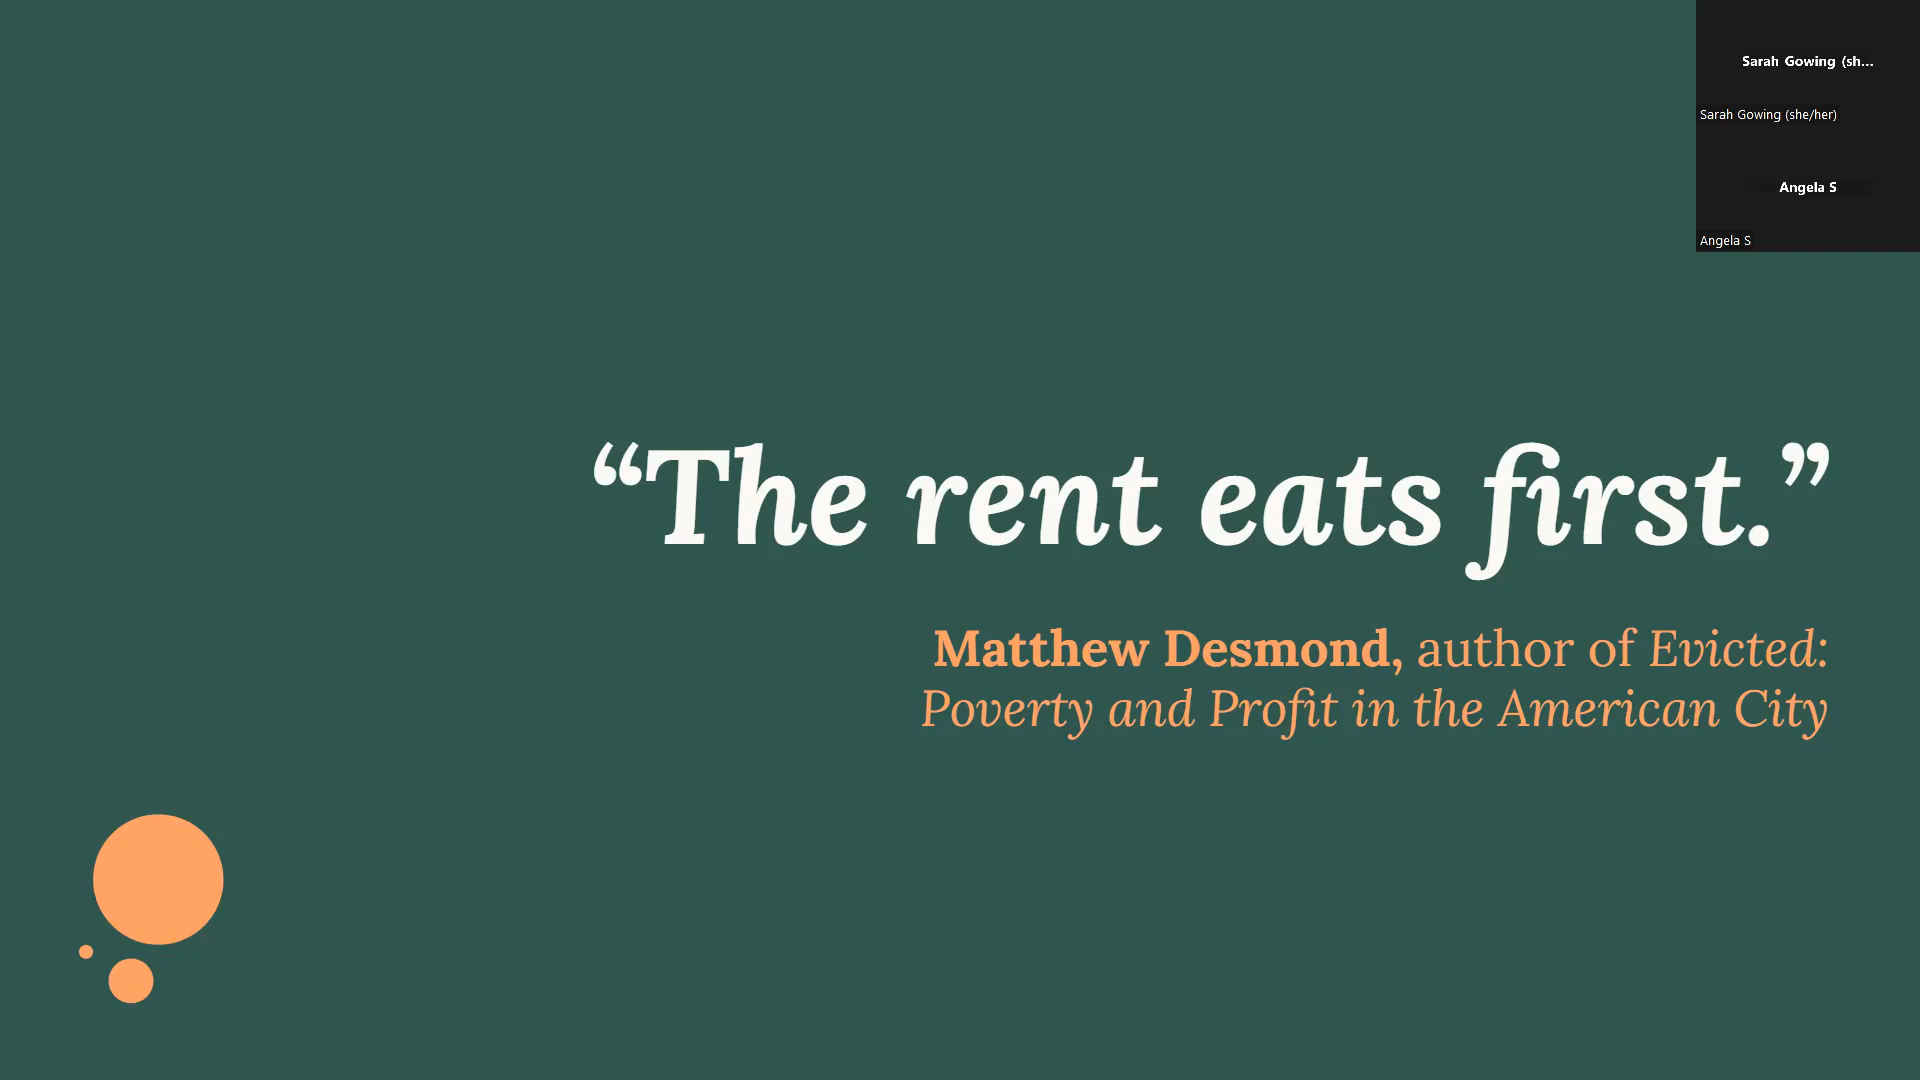 Sarah Gowing (sh...
Sarah Gowing (she/her)
Angela S
Angela S
“The rent eats first.”
Matthew Desmond, author of Evicted:
Poverty and Profit in the American City